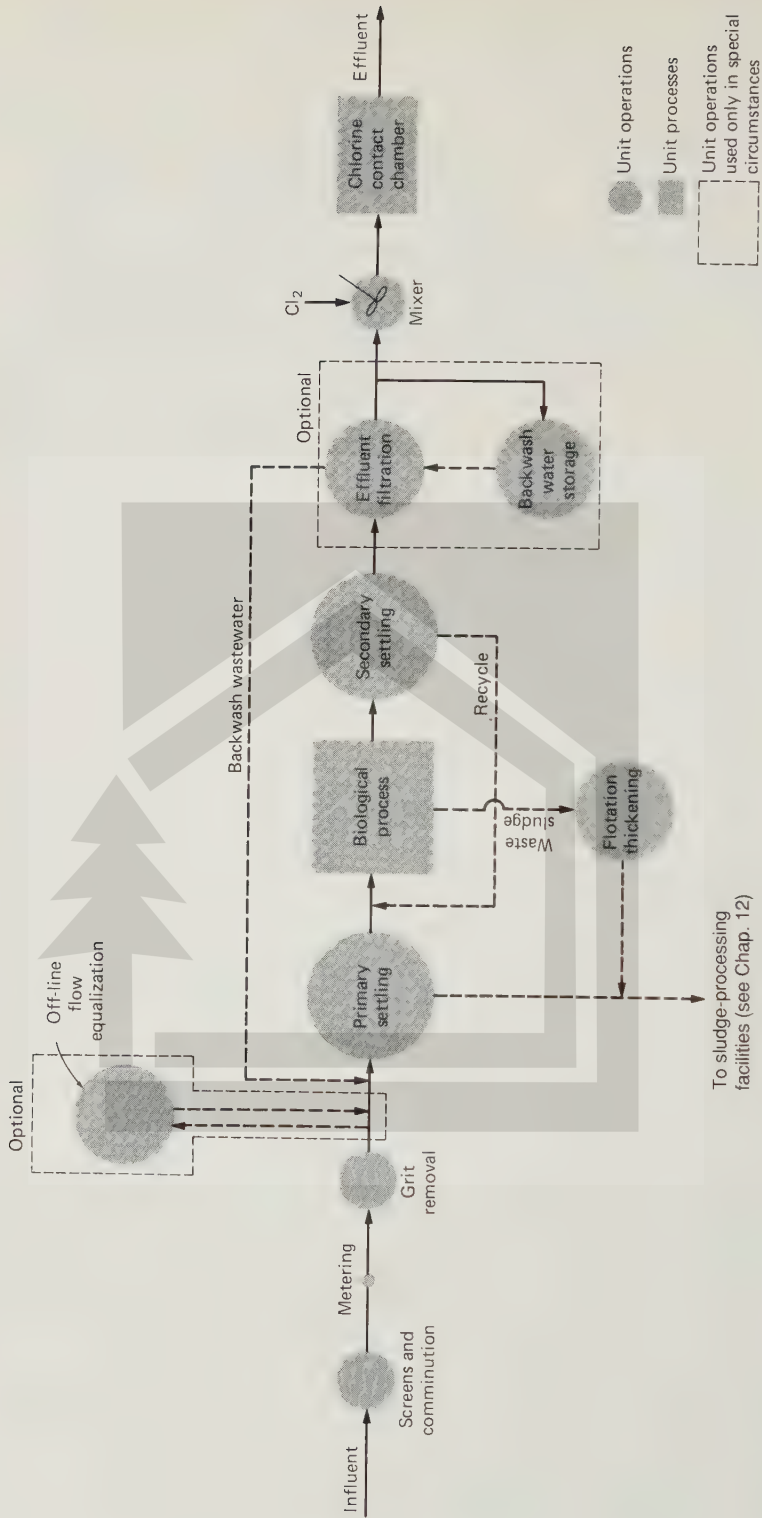 Optional
Off-line
flow
equalization
Backwash wastewater
Optional
Influent
Screens and
comminution
Metering
Grit
removal
Primary
settling
Biological
process
Secondary
settling
Effluent
filtration
Backwash
water
storage
Cl₂
Mixer
Chlorine
contact
chamber
Effluent
Recycle
Waste
sludge
Flotation
thickening
To sludge-processing
facilities (see Chap. 12)
Unit operations
Unit processes
Unit operations
used only in special
circumstances